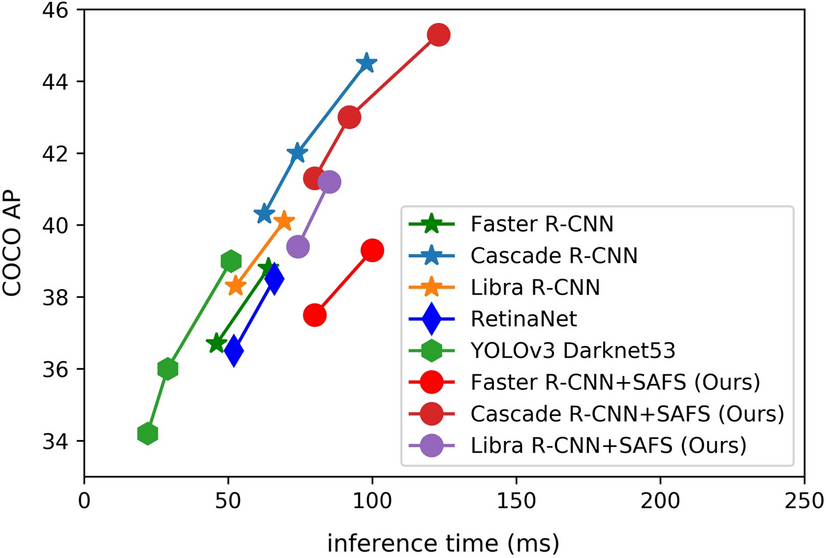 46
44
42
40
38
36
34
COCO AP
Faster R-CNN
Cascade R-CNN
Libra R-CNN
RetinaNet
YOLOv3 Darknet53
Faster R-CNN+SAFS (Ours)
Cascade R-CNN+SAFS (Ours)
Libra R-CNN+SAFS (Ours)
0 50 100 150 200 250
inference time (ms)